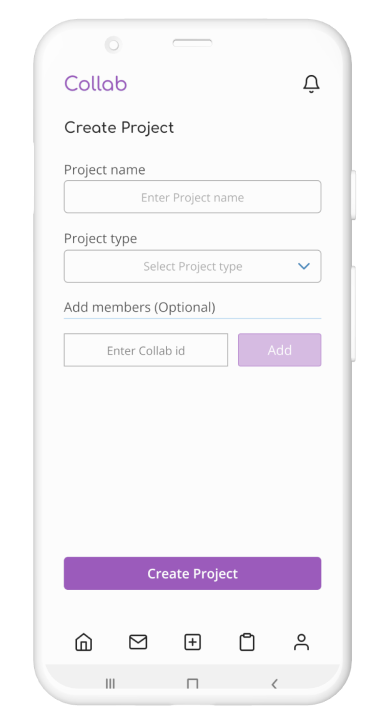 Collab
Create Project
Project name
Enter Project name
Project type
Select Project type
Add members (Optional)
Enter Collab id
Add
Create Project